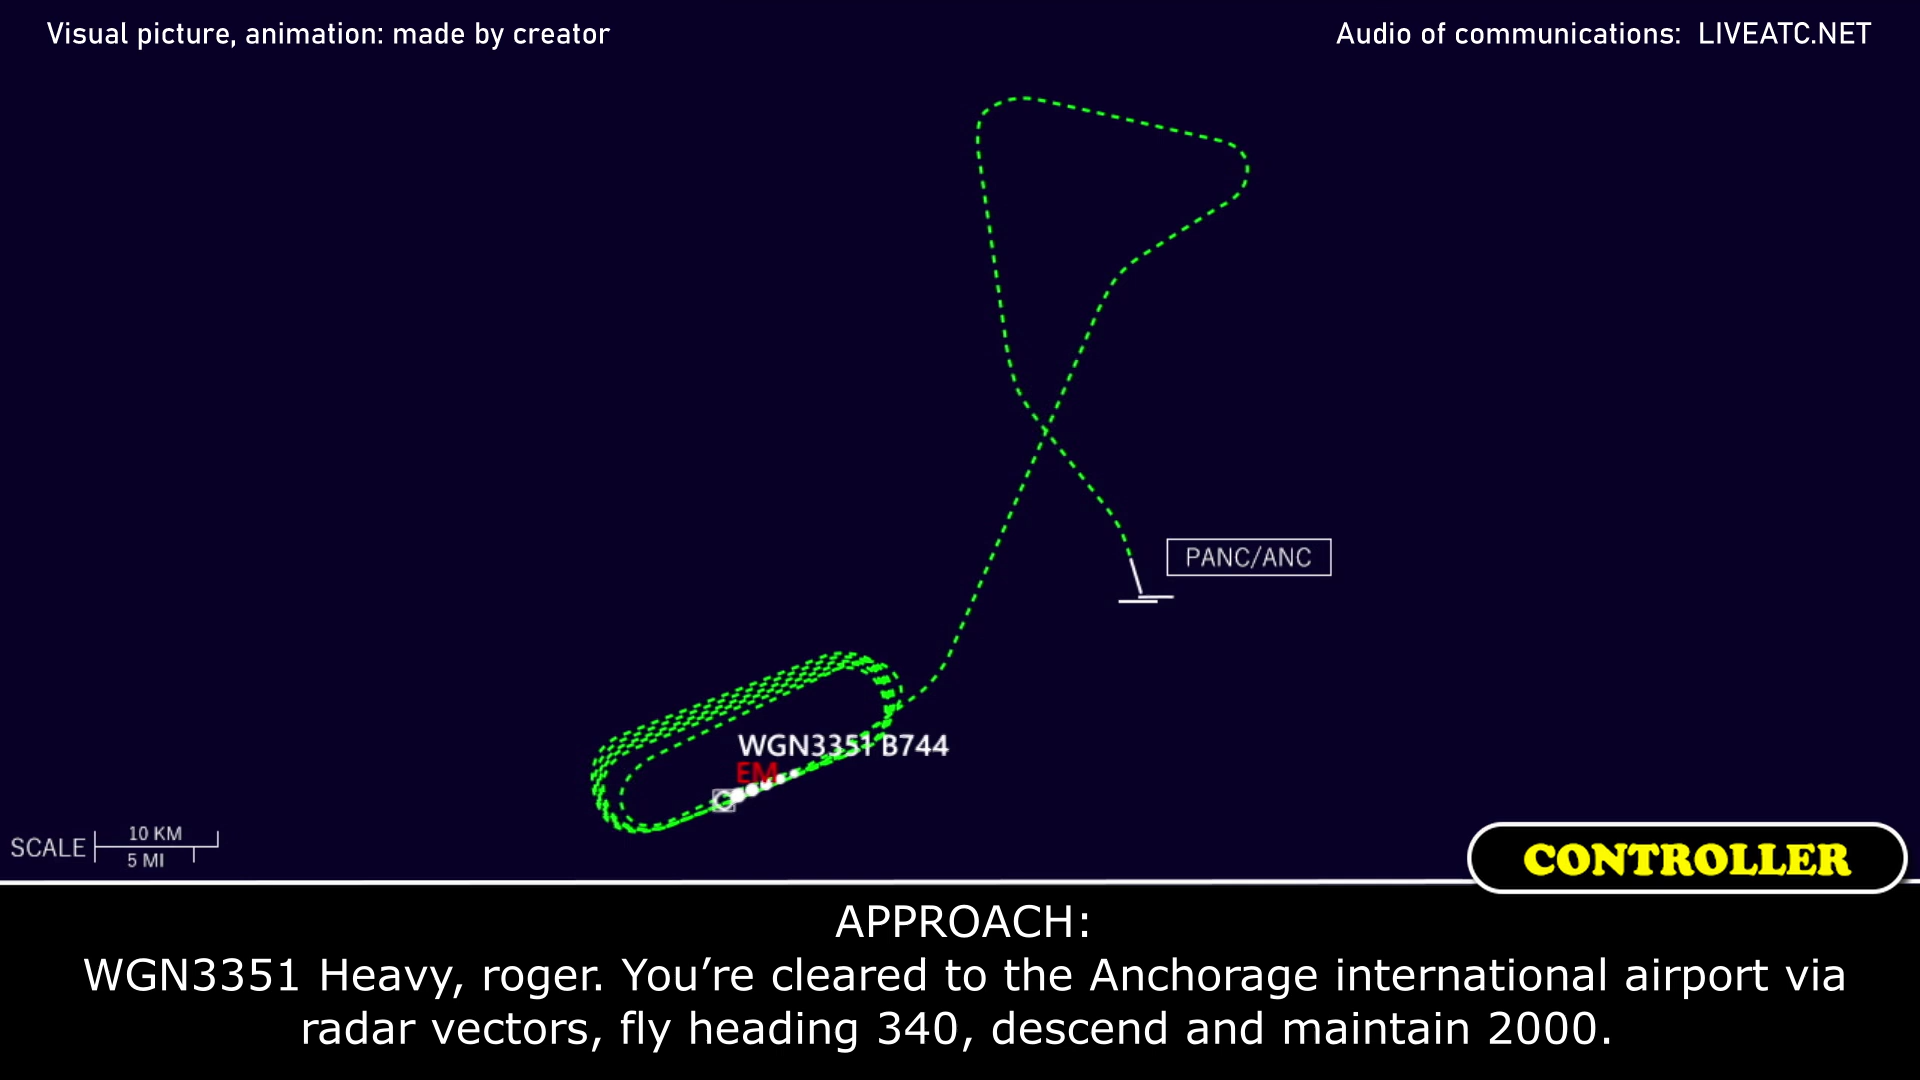 Visual picture, animation: made by creator
Audio of communications: LIVEATC.NET
PANC/ANC
WGN3351 B744
EM
SCALE
10 KM
5 MI
CONTROLLER
APPROACH:
WGN3351 Heavy, roger. You’re cleared to the Anchorage international airport via
radar vectors, fly heading 340, descend and maintain 2000.